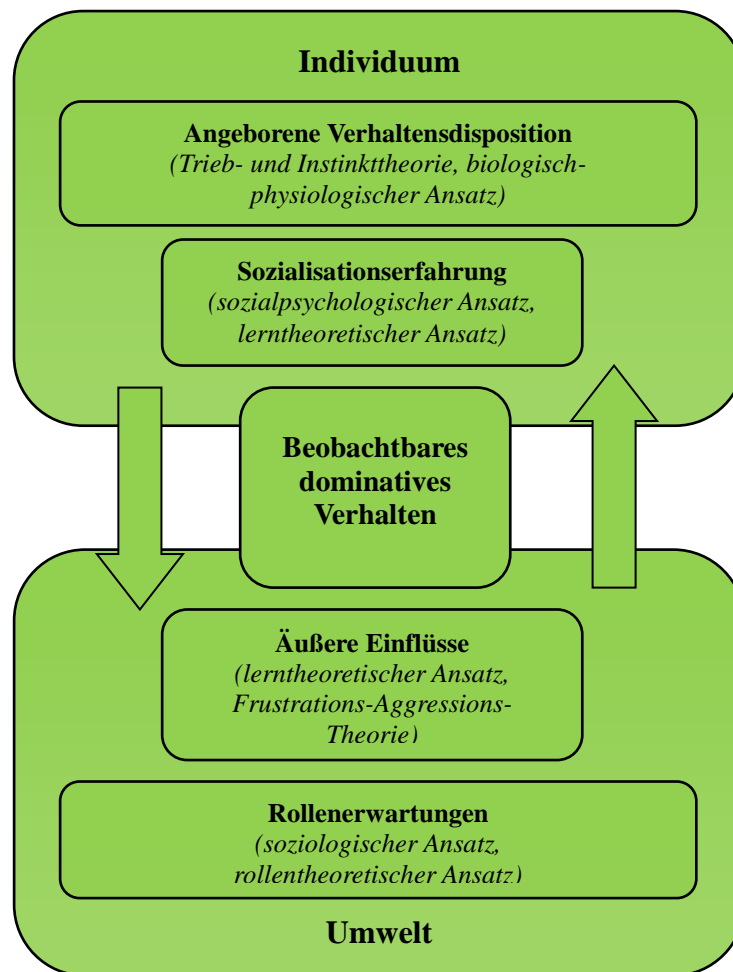 Individuum
Angeborene Verhaltensdisposition
(Trieb- und Instinkttheorie, biologisch-
physiologischer Ansatz)
Sozialisationserfahrung
(sozialpsychologischer Ansatz,
lerntheoretischer Ansatz)
Beobachtbares
dominatives
Verhalten
Äußere Einflüsse
(lerntheoretischer Ansatz,
Frustrations-Aggressions-
Theorie)
Rollenerwartungen
(soziologischer Ansatz,
rollentheoretischer Ansatz)
Umwelt